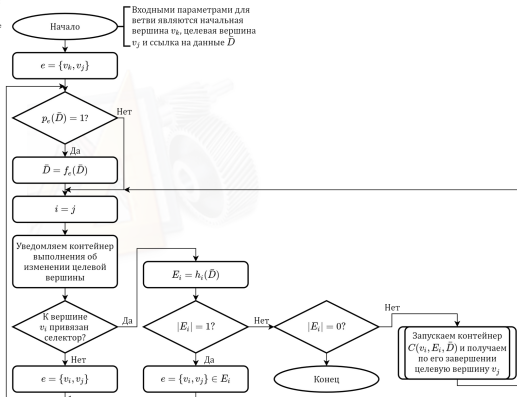 Начало
Входными параметрами для
ветви являются начальная
вершина v_k, целевая вершина
v_j и ссылка на данные D̄
e = {v_k, v_j}
p_e(D̄) = 1?
Нет
Да
D̄ = f_e(D̄)
i = j
Уведомляем контейнер
выполнения об
изменении целевой
вершины
E_i = h_i(D̄)
К вершине
v_i привязан
селектор?
Да
|E_i| = 1?
Нет
|E_i| = 0?
Нет
Запускаем контейнер
C(v_i, E_i, D̄) и получаем
по его завершении
целевую вершину v_j
Нет
Да
e = {v_i, v_j}
e = {v_i, v_j} ∈ E_i
Конец